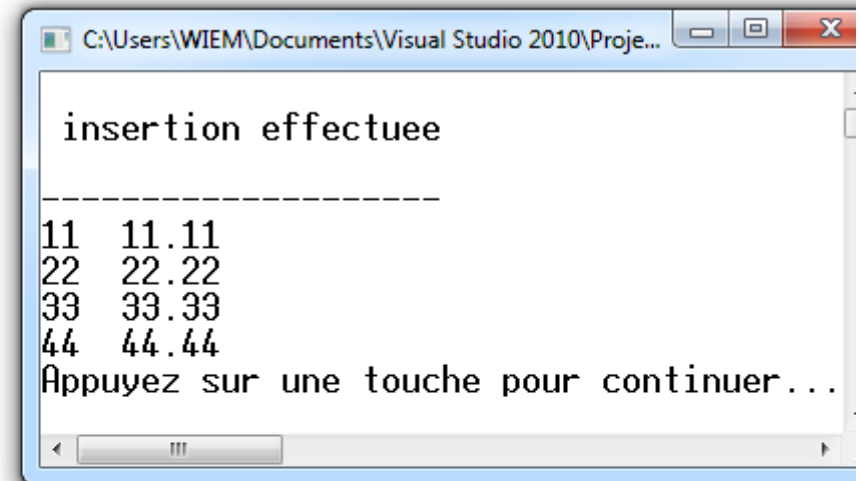 C:\Users\WIEM\Documents\Visual Studio 2010\Proje...
insertion effectuee
--------------------
11 11.11
22 22.22
33 33.33
44 44.44
Appuyez sur une touche pour continuer...